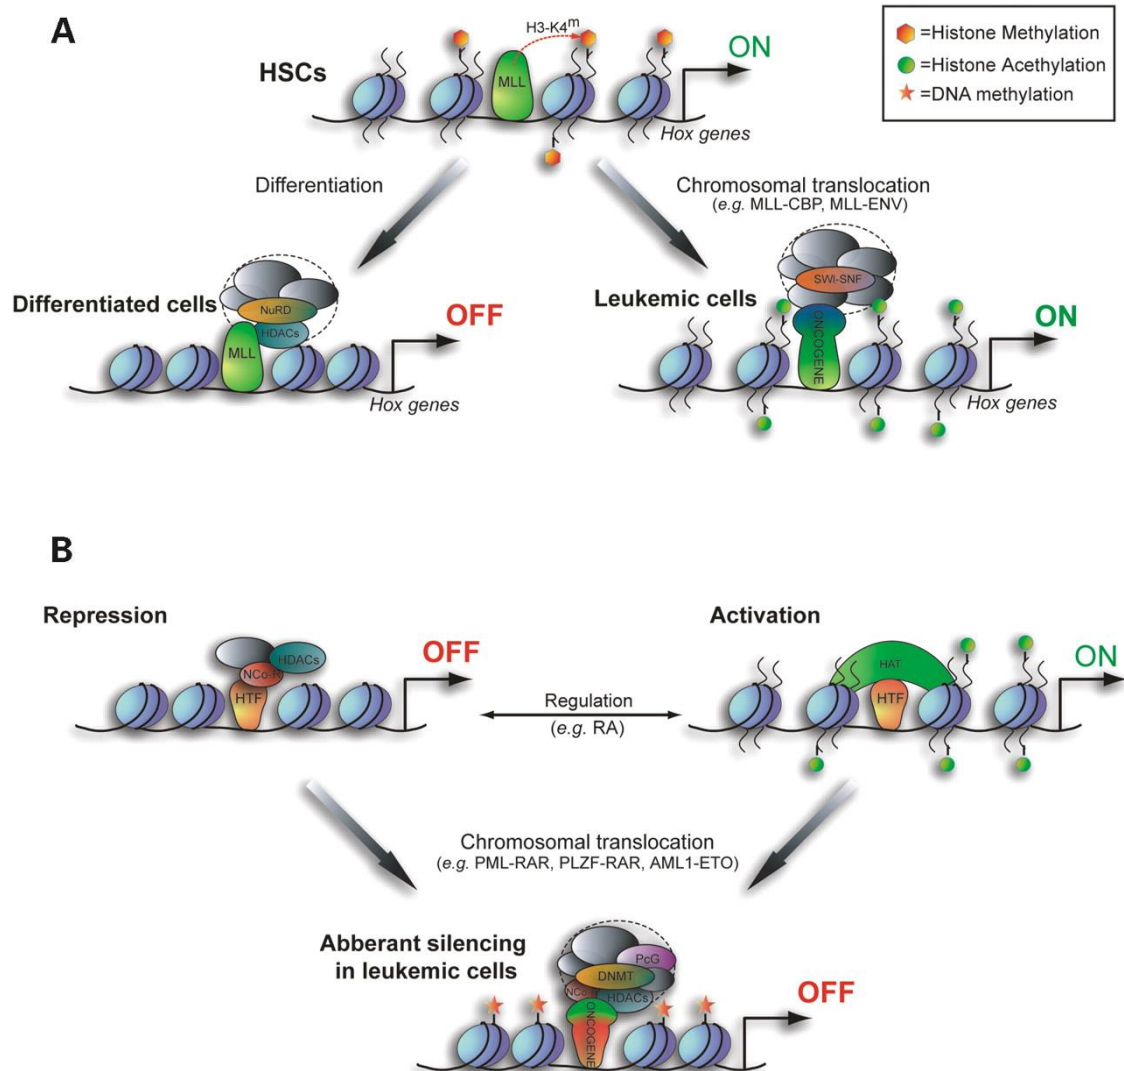 A
H3-K4m
HSCs
MLL
ON
Hox genes
=Histone Methylation
=Histone Acethylation
=DNA methylation
Differentiation
Chromosomal translocation
(e.g. MLL-CBP, MLL-ENV)
Differentiated cells
NuRD
HDACs
MLL
OFF
Hox genes
Leukemic cells
SWI-SNF
ONCOGENE
ON
Hox genes
B
Repression
HDACs
NCo-R
HTF
OFF
Regulation
(e.g. RA)
Activation
HAT
HTF
ON
Chromosomal translocation
(e.g. PML-RAR, PLZF-RAR, AML1-ETO)
Abberant silencing
in leukemic cells
PcG
DNMT
HDACs
ONCOGENE
OFF